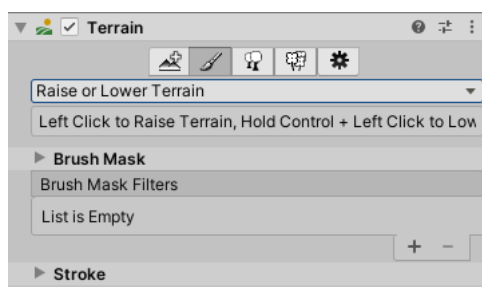 Terrain
Raise or Lower Terrain
Left Click to Raise Terrain, Hold Control + Left Click to Low
Brush Mask
Brush Mask Filters
List is Empty
Stroke